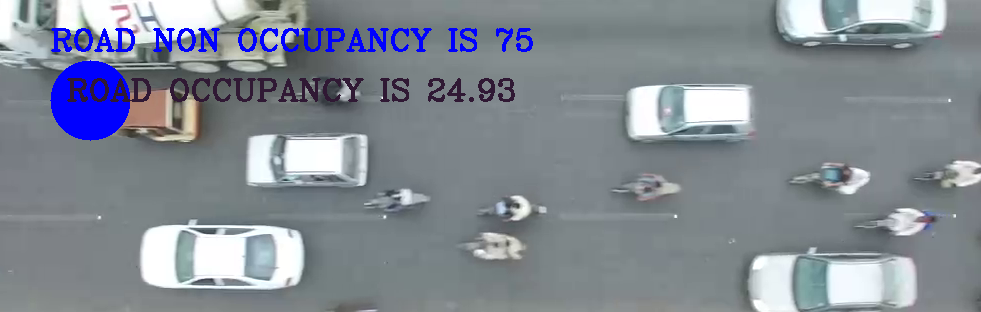 ROAD NON OCCUPANCY IS 75
ROAD OCCUPANCY IS 24.93